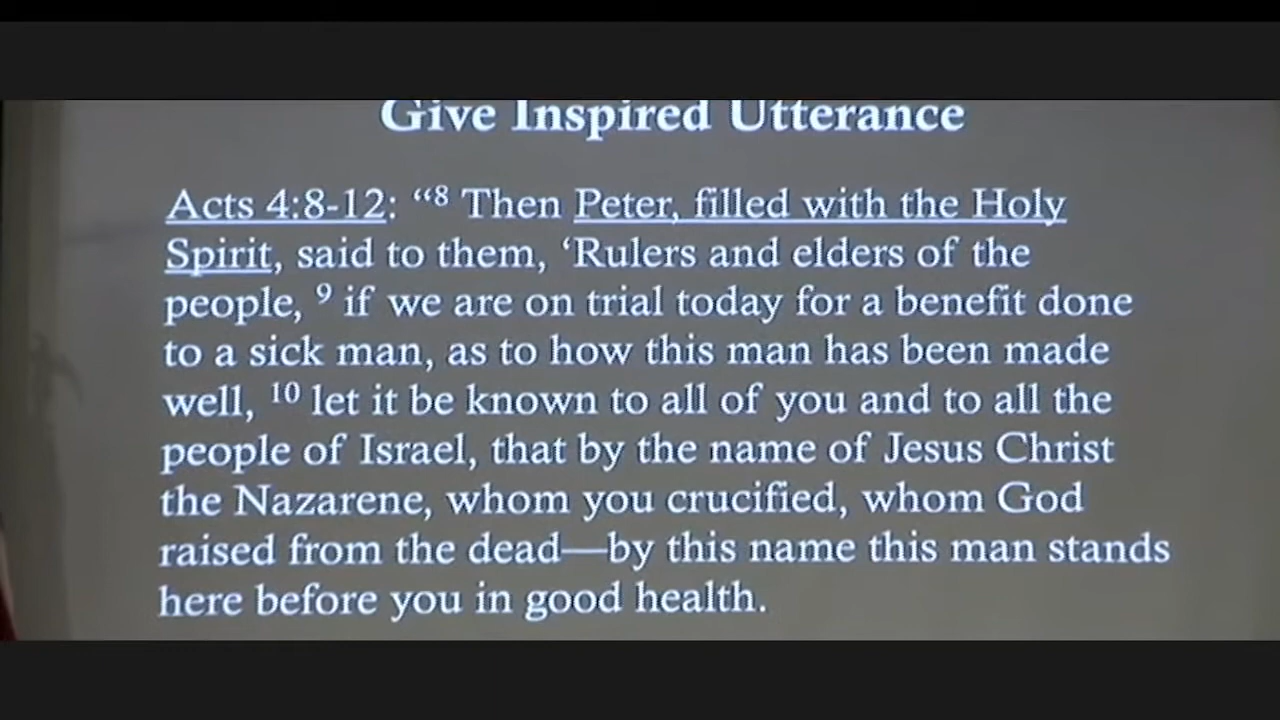 Give Inspired Utterance
Acts 4:8-12: “⁸ Then Peter, filled with the Holy
Spirit, said to them, ‘Rulers and elders of the
people, ⁹ if we are on trial today for a benefit done
to a sick man, as to how this man has been made
well, ¹⁰ let it be known to all of you and to all the
people of Israel, that by the name of Jesus Christ
the Nazarene, whom you crucified, whom God
raised from the dead—by this name this man stands
here before you in good health.